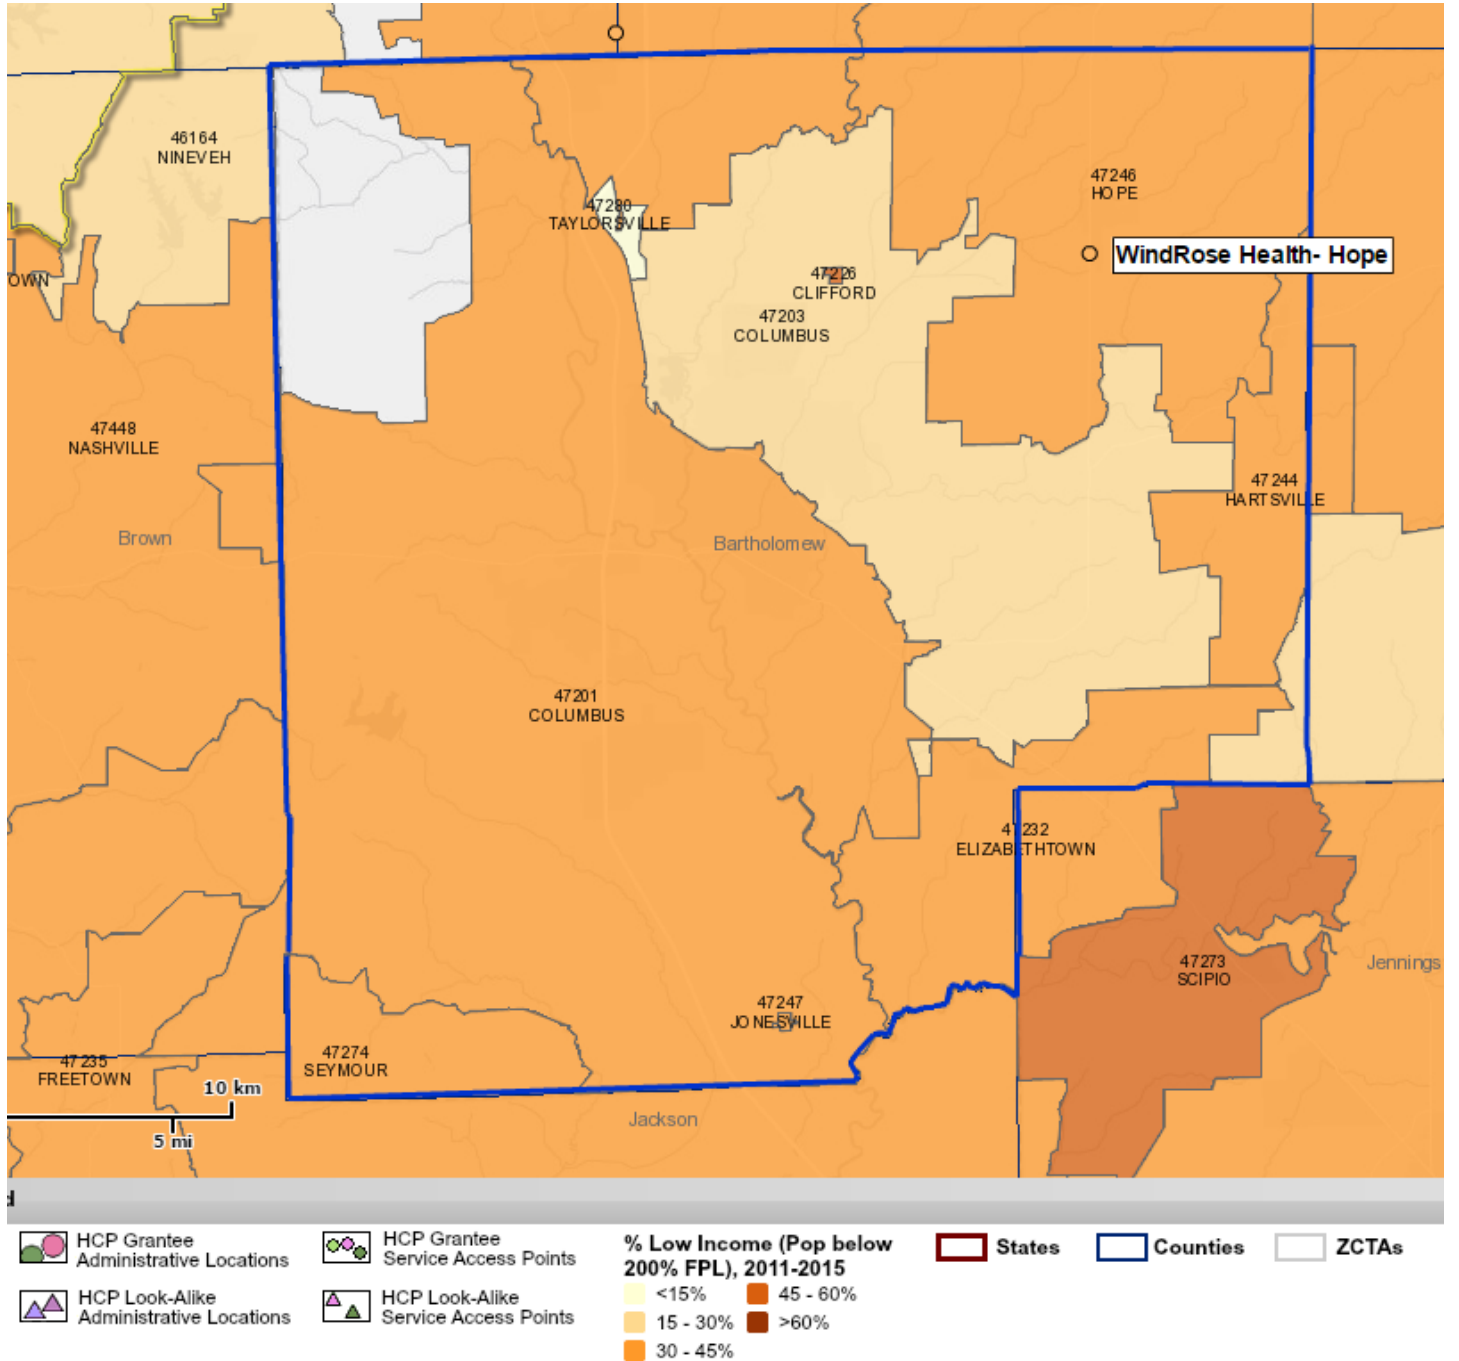 46164
NINEVEH
47246
HOPE
47280
TAYLORSVILLE
WindRose Health- Hope
OWN
47226
CLIFFORD
47203
COLUMBUS
47448
NASHVILLE
47244
HARTSVILLE
Brown
Bartholomew
47201
COLUMBUS
47232
ELIZABETHTOWN
47273
SCIPIO
Jennings
47247
JONESVILLE
47274
SEYMOUR
47235
FREETOWN
10 km
Jackson
5 mi
d
HCP Grantee
Administrative Locations
HCP Grantee
Service Access Points
HCP Look-Alike
Administrative Locations
HCP Look-Alike
Service Access Points
% Low Income (Pop below
200% FPL), 2011-2015
<15%
45 - 60%
15 - 30%
>60%
30 - 45%
States
Counties
ZCTAs